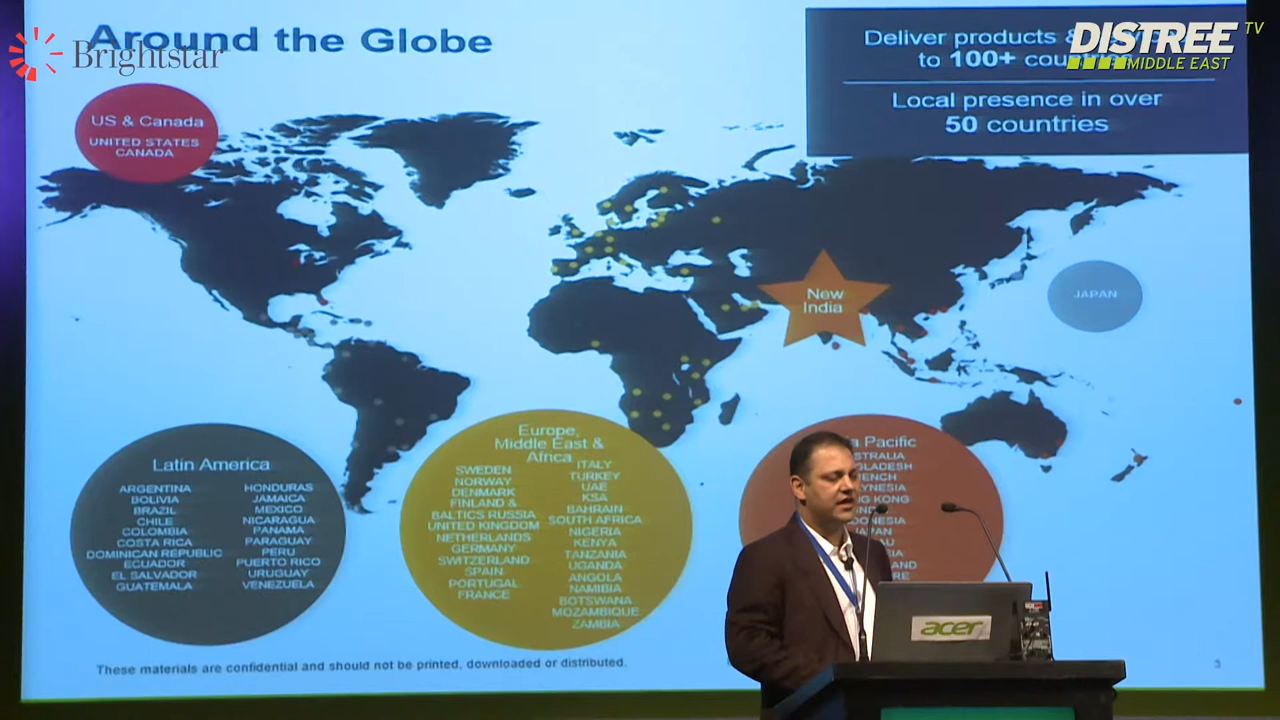 Around the Globe
Brightstar
DISTREE TV
MIDDLE EAST
Deliver products &
to 100+
Local presence in over
50 countries
US & Canada
UNITED STATES
CANADA
New
India
JAPAN
Latin America
ARGENTINA
BOLIVIA
BRAZIL
CHILE
COLOMBIA
COSTA RICA
DOMINICAN REPUBLIC
ECUADOR
EL SALVADOR
GUATEMALA
HONDURAS
JAMAICA
MEXICO
NICARAGUA
PANAMA
PARAGUAY
PERU
PUERTO RICO
URUGUAY
VENEZUELA
Europe,
Middle East &
Africa
SWEDEN
NORWAY
DENMARK
FINLAND &
BALTICS RUSSIA
UNITED KINGDOM
NETHERLANDS
GERMANY
SWITZERLAND
SPAIN
PORTUGAL
FRANCE
ITALY
TURKEY
UAE
KSA
BAHRAIN
SOUTH AFRICA
NIGERIA
KENYA
TANZANIA
UGANDA
ANGOLA
NAMIBIA
BOTSWANA
MOZAMBIQUE
ZAMBIA
Pacific
KONG
acer
These materials are confidential and should not be printed, downloaded or distributed.
3